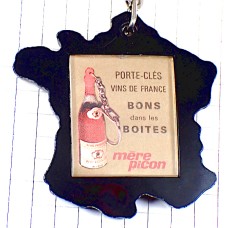 PORTE-CLÉS
VINS DE FRANCE
BONS
dans les
BOITES
mère
picon